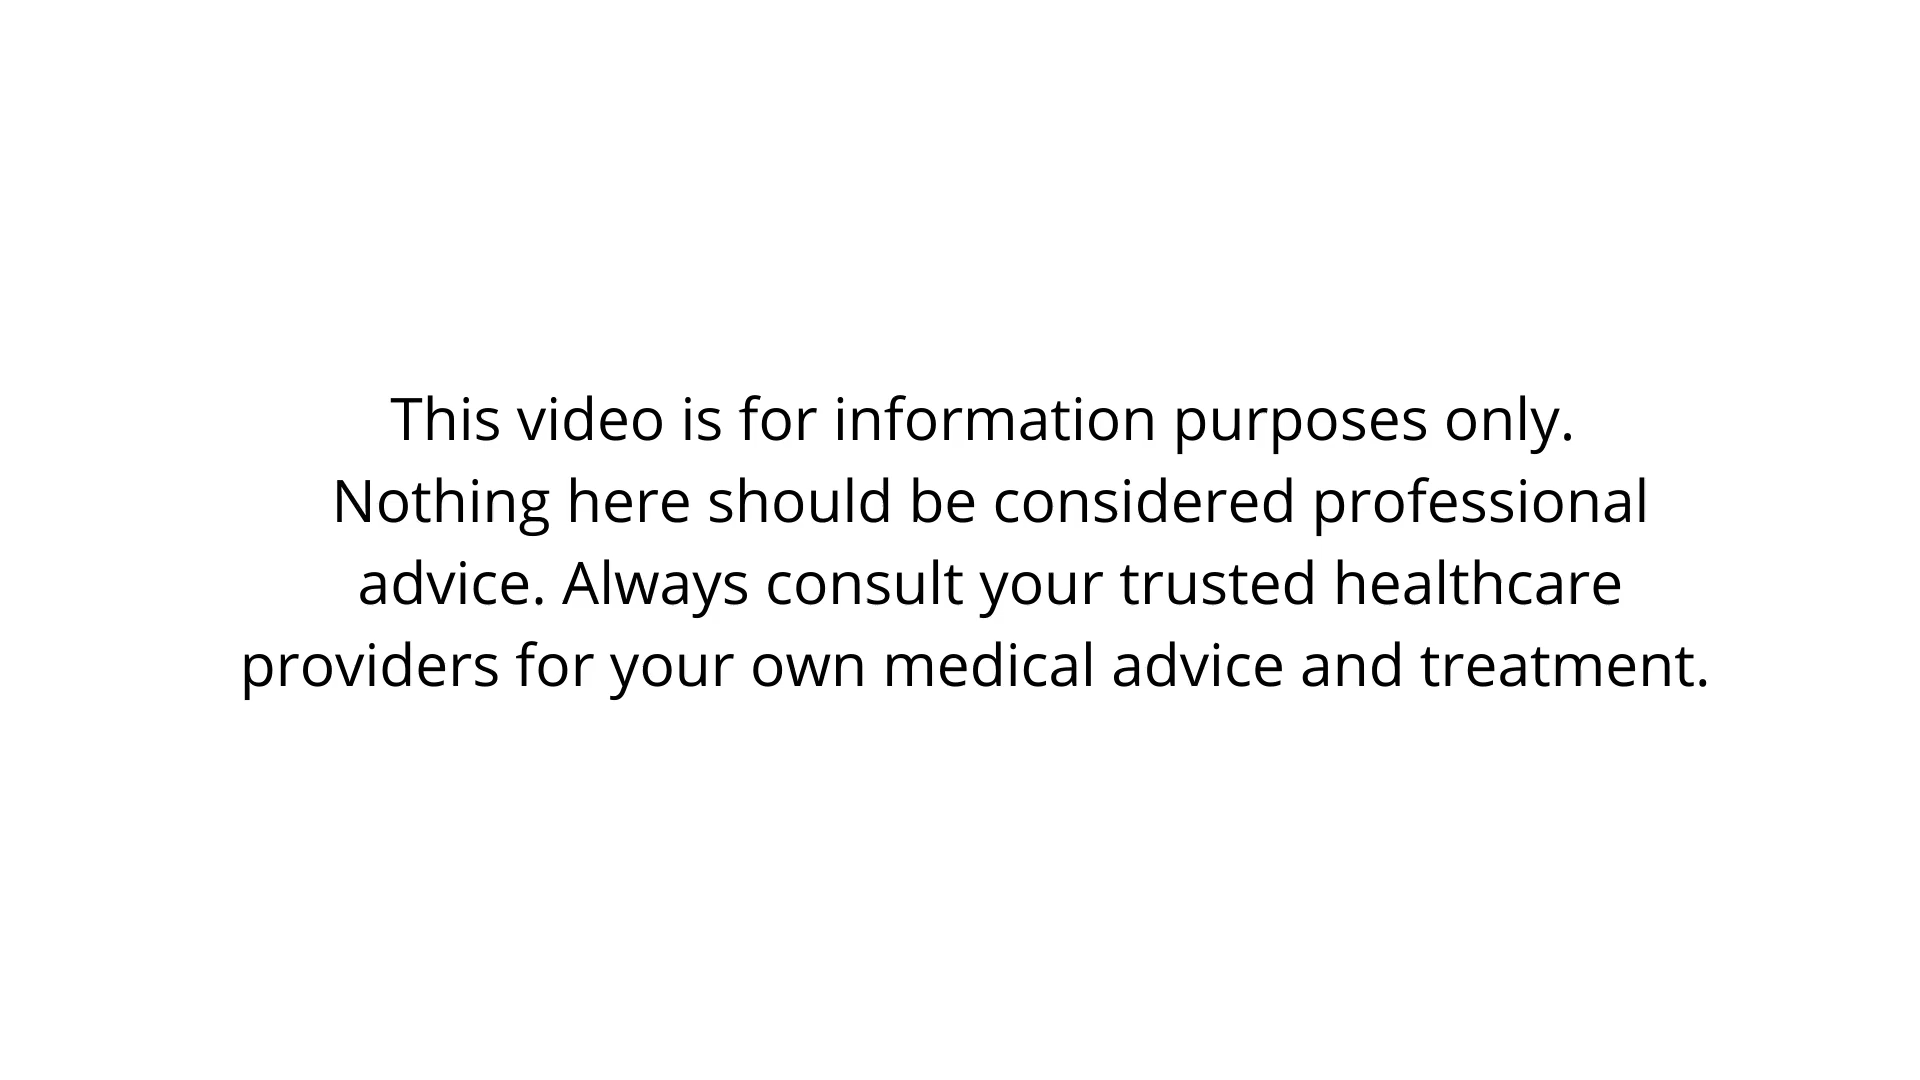 This video is for information purposes only.
Nothing here should be considered professional
advice. Always consult your trusted healthcare
providers for your own medical advice and treatment.